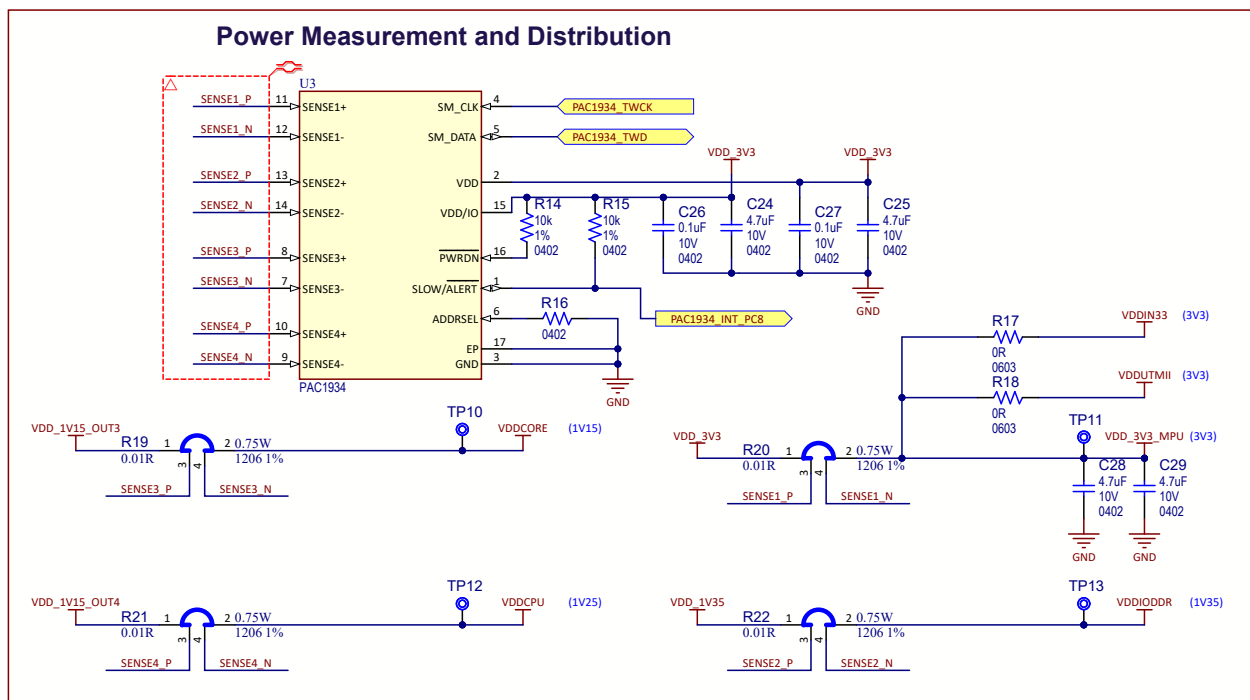 Power Measurement and Distribution
U3
SENSE1_P 11 SENSE1+
SENSE1_N 12 SENSE1-
SENSE2_P 13 SENSE2+
SENSE2_N 14 SENSE2-
SENSE3_P 8 SENSE3+
SENSE3_N 7 SENSE3-
SENSE4_P 10 SENSE4+
SENSE4_N 9 SENSE4-
PAC1934
SM_CLK 4 PAC1934_TWCK
SM_DATA 5 PAC1934_TWD
VDD 2
VDD/IO 15
PWRDN 16
SLOW/ALERT 1
ADDRSEL 6
EP 17
GND 3
VDD_3V3
VDD_3V3
R14
10k
1%
0402
R15
10k
1%
0402
C26
0.1uF
10V
0402
C24
4.7uF
10V
0402
C27
0.1uF
10V
0402
C25
4.7uF
10V
0402
GND
PAC1934_INT_PC8
R16
0402
GND
R17
0R
0603
VDDIN33 (3V3)
R18
0R
0603
VDDUTMII (3V3)
VDD_1V15_OUT3
R19
0.01R
1 2
3 4
0.75W
1206 1%
SENSE3_P SENSE3_N
TP10
VDDCORE (1V15)
VDD_3V3
R20
0.01R
1 2
3 4
0.75W
1206 1%
SENSE1_P SENSE1_N
TP11
VDD_3V3_MPU (3V3)
C28
4.7uF
10V
0402
GND
C29
4.7uF
10V
0402
GND
VDD_1V15_OUT4
R21
0.01R
1 2
3 4
0.75W
1206 1%
SENSE4_P SENSE4_N
TP12
VDDCPU (1V25)
VDD_1V35
R22
0.01R
1 2
3 4
0.75W
1206 1%
SENSE2_P SENSE2_N
TP13
VDDIODDR (1V35)